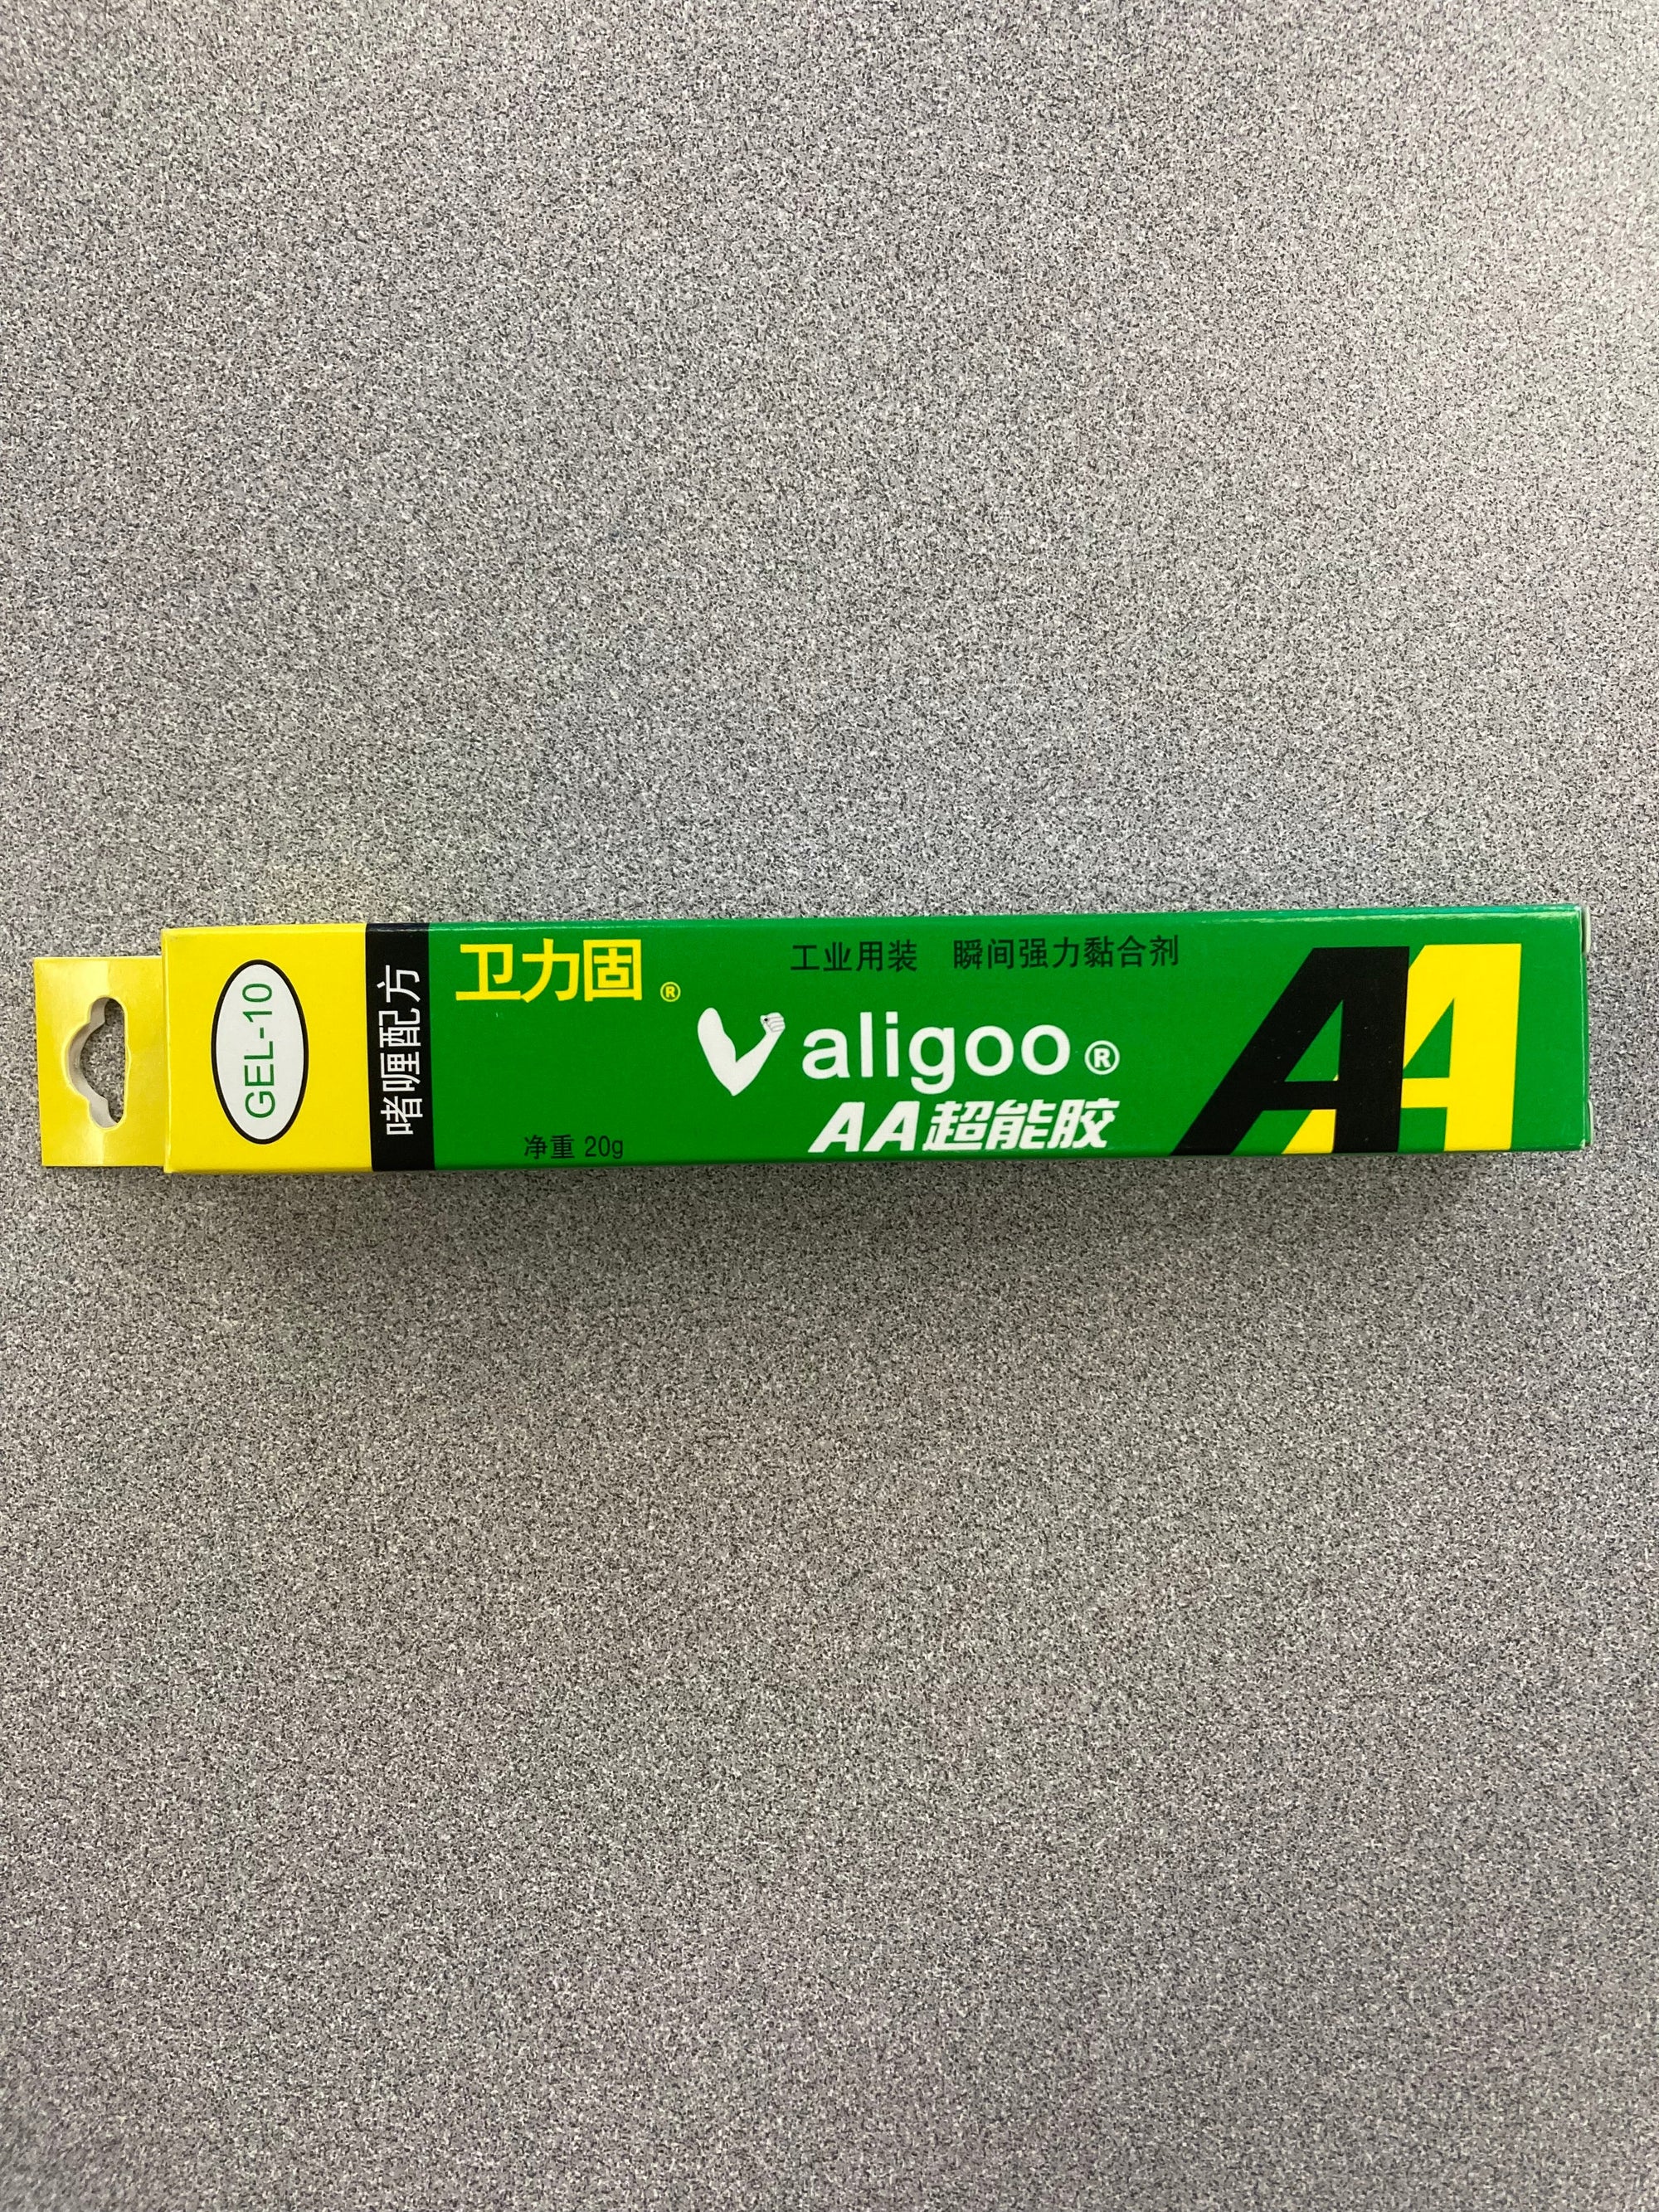 GEL-10
啫喱配方
卫力固®
工业用装 瞬间强力黏合剂
Valigoo®
AA超能胶
净重 20g
AA